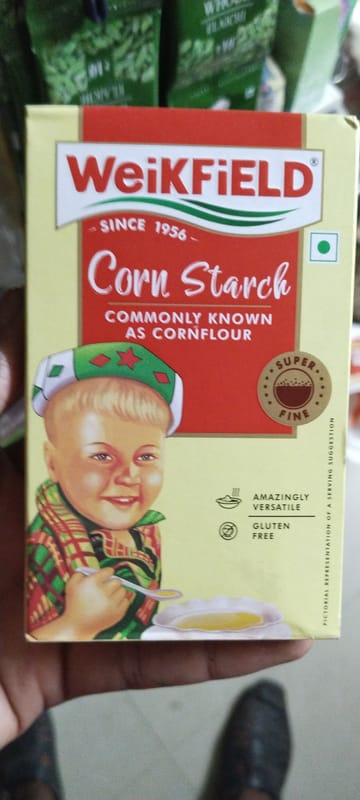 WeiKFiELD®
SINCE 1956
Corn Starch
COMMONLY KNOWN
AS CORNFLOUR
SUPER
FINE
AMAZINGLY
VERSATILE
GLUTEN
FREE
PICTORIAL REPRESENTATION OF A SERVING SUGGESTION